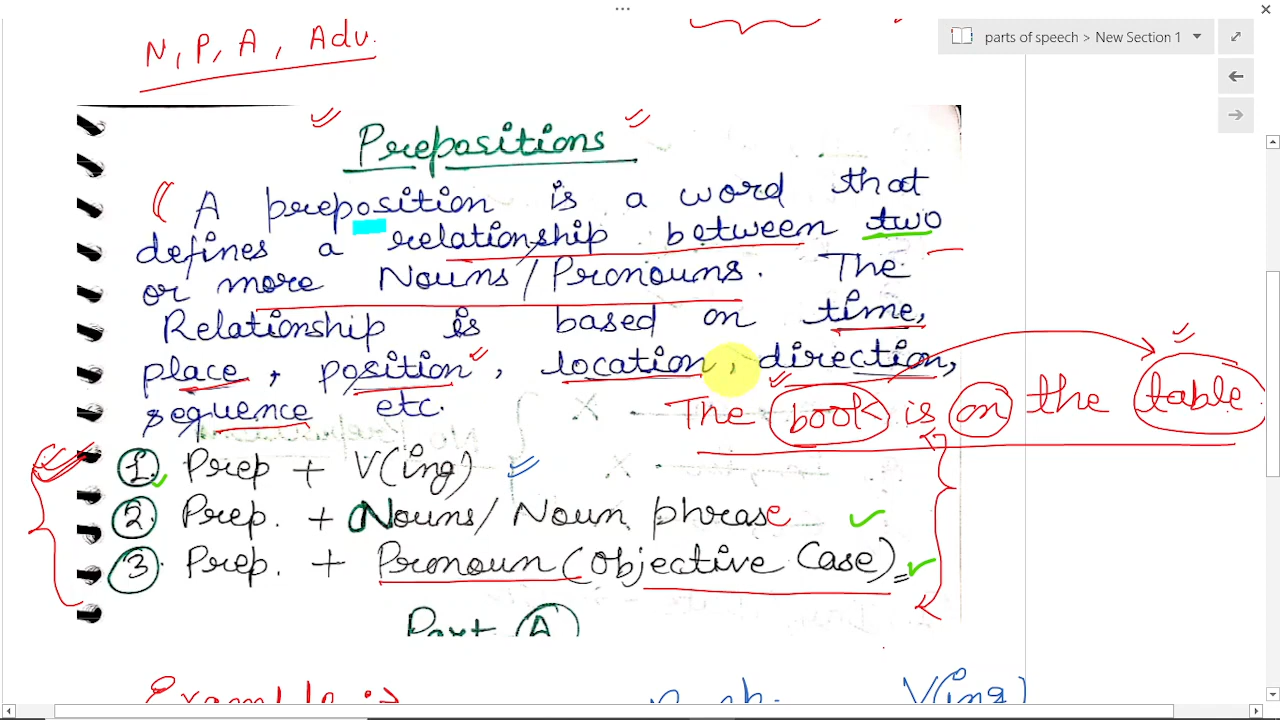 ...
parts of speech > New Section 1
N, P, A, Adv.
Prepositions
A preposition is a word that
defines a relationship between two
or more Nouns/Pronouns. The
Relationship is based on time,
place, position, location, direction,
sequence etc.
The book is on the table
1. Prep + V(ing)
2. Prep. + Nouns/ Noun phrase
3. Prep. + Pronoun (Objective Case)
Part A
Example :→
V(ing)